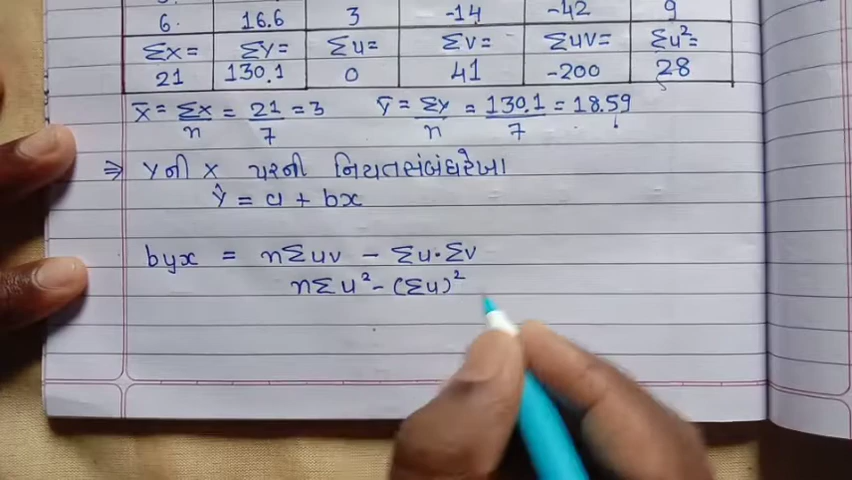 6 16.6 3 -14 -42 9
Σx= Σy= Σu= Σv= Σuv= Σu²=
21 130.1 0 41 -200 28
x̄ = Σx/n = 21/7 = 3 ȳ = Σy/n = 130.1/7 = 18.59
⇒ Yની X પરની નિયતસંબંધરેખા
ŷ = a + bx
byx = nΣuv - Σu·Σv
nΣu² - (Σu)²